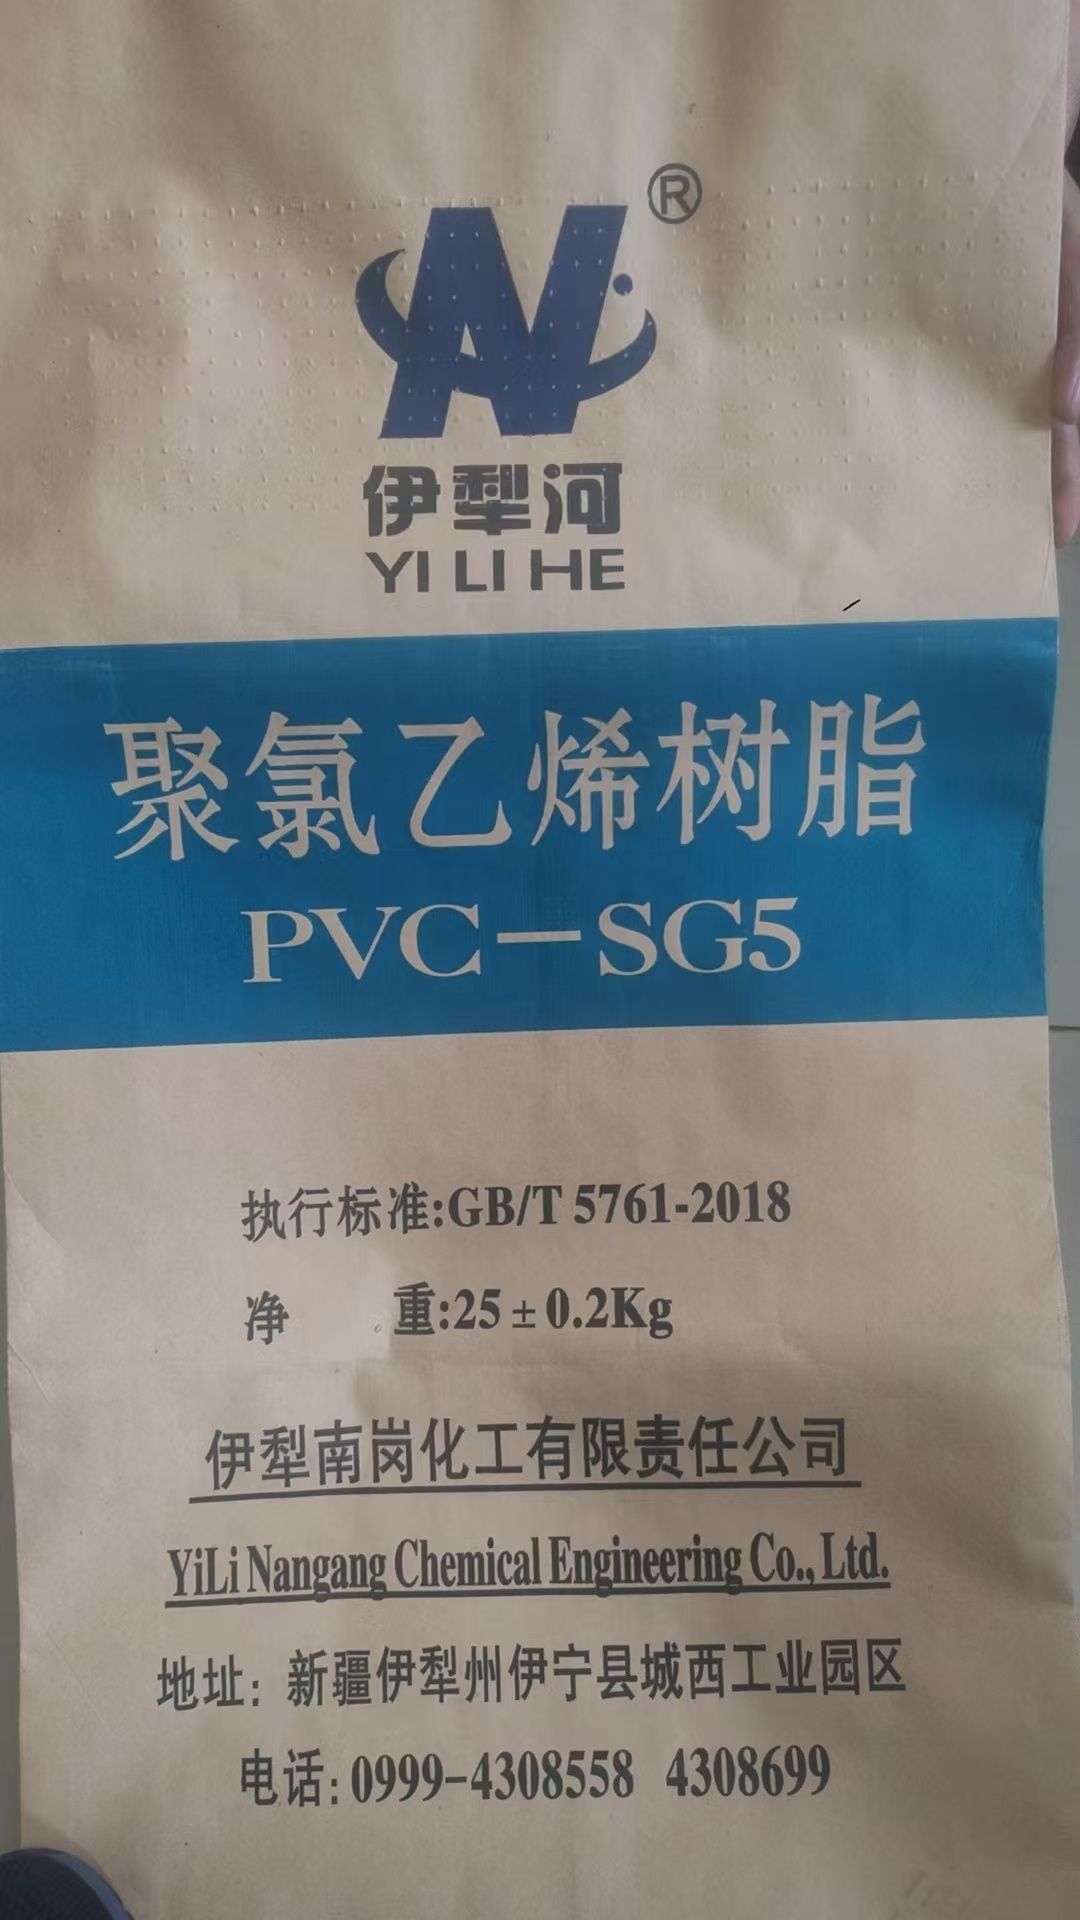 ®
伊犁河
YI LI HE
聚氯乙烯树脂
PVC-SG5
执行标准:GB/T 5761-2018
净 重:25±0.2Kg
伊犁南岗化工有限责任公司
YiLi Nangang Chemical Engineering Co., Ltd.
地址: 新疆伊犁州伊宁县城西工业园区
电话: 0999-4308558 4308699